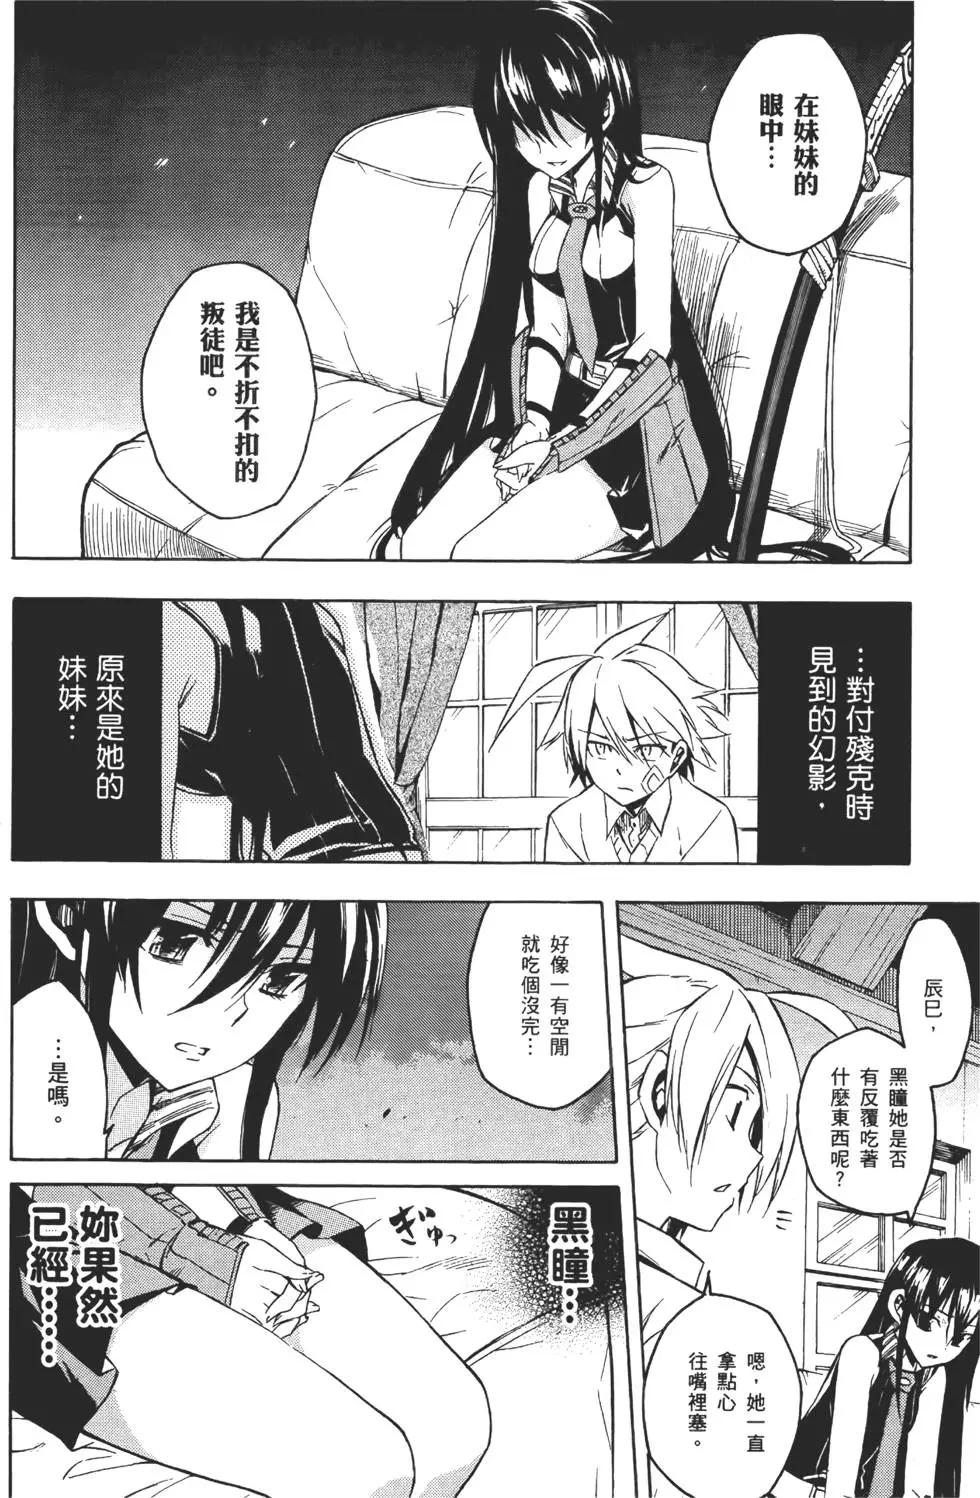 在妹妹的
眼中…
我是不折不扣的
叛徒吧。
…對付殘克時
見到的幻影，
原來是她的
妹妹…
辰巳，
黑瞳她是否
有反覆吃著
什麼東西呢？
嗯，她一直
拿點心
往嘴裡塞。
好像一有空閒
就吃個沒完…
…是嗎。
黑瞳…
ぎゅっ
妳果然
已經………